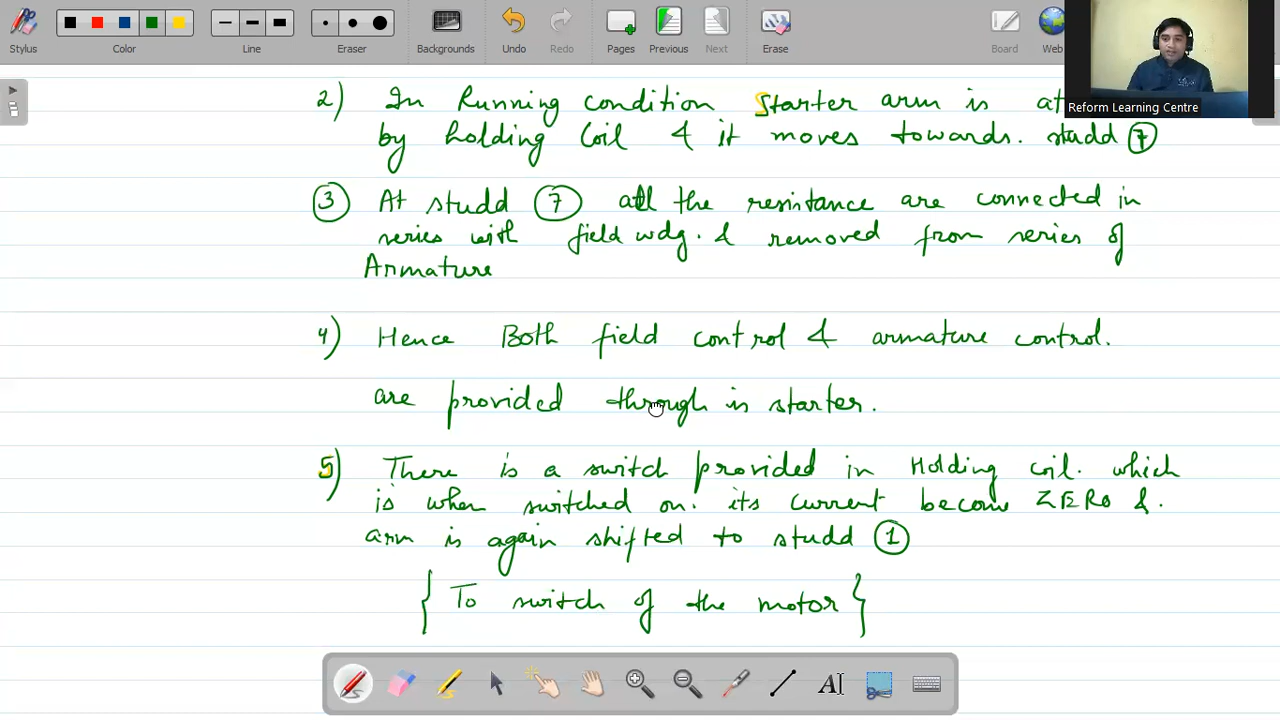 Stylus
Color
Line
Eraser
Backgrounds
Undo
Redo
Pages
Previous
Next
Erase
Board
Web
Reform Learning Centre
2) In Running condition starter arm is at
by holding coil & it moves towards. studd 7
3 At studd 7 all the resistance are connected in
series with field wdg. & removed from series of
Armature
4) Hence Both field control & armature control.
are provided through is starter.
5) There is a switch provided in Holding coil. which
is when switched on. its current become ZERO &.
arm is again shifted to studd 1
{ To switch of the motor }
AI